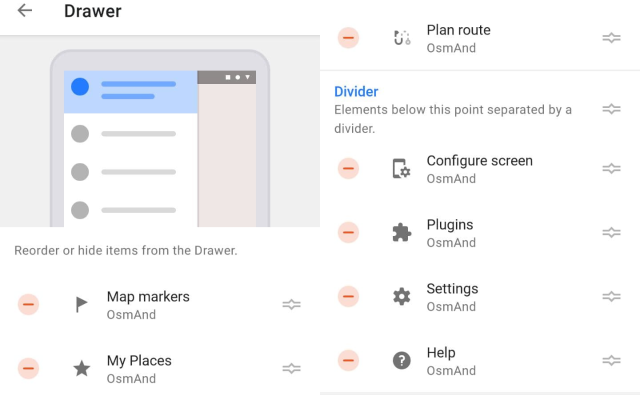 Drawer
Reorder or hide items from the Drawer.
Map markers
OsmAnd
My Places
OsmAnd
Plan route
OsmAnd
Divider
Elements below this point separated by a
divider.
Configure screen
OsmAnd
Plugins
OsmAnd
Settings
OsmAnd
Help
OsmAnd